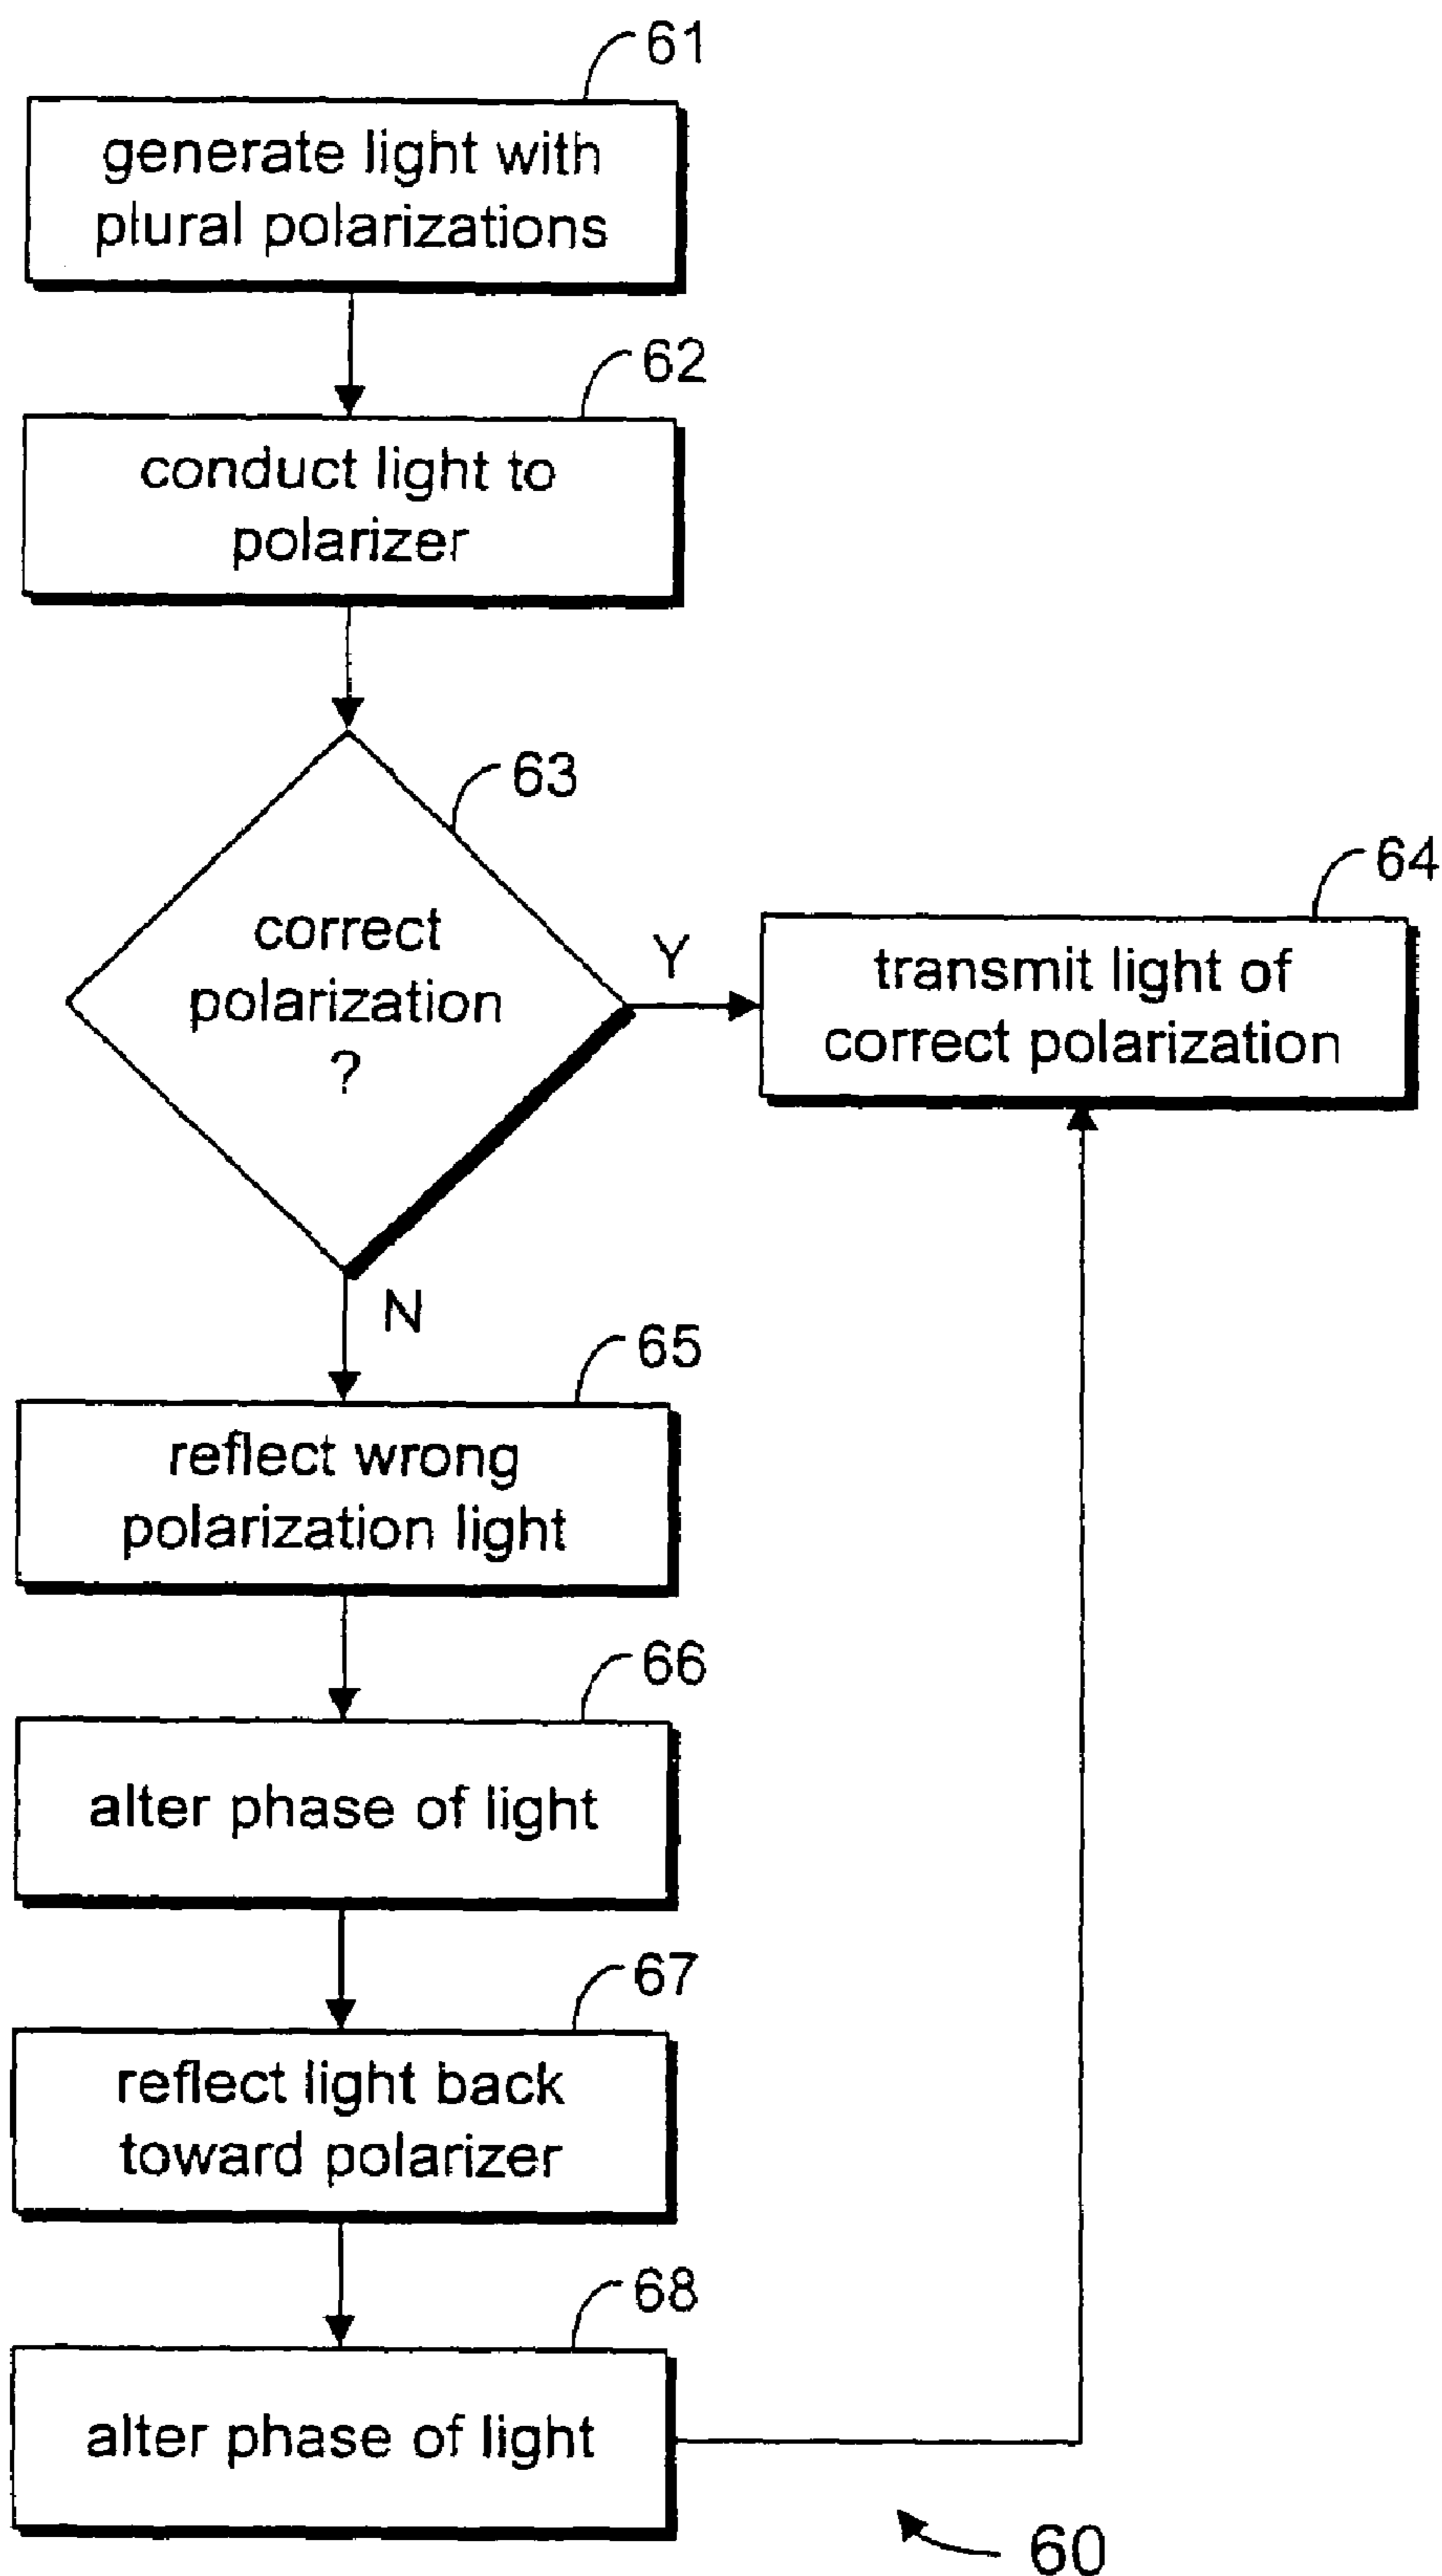 61
generate light with
plural polarizations
62
conduct light to
polarizer
63
correct
polarization
?
Y
64
transmit light of
correct polarization
N
65
reflect wrong
polarization light
66
alter phase of light
67
reflect light back
toward polarizer
68
alter phase of light
60